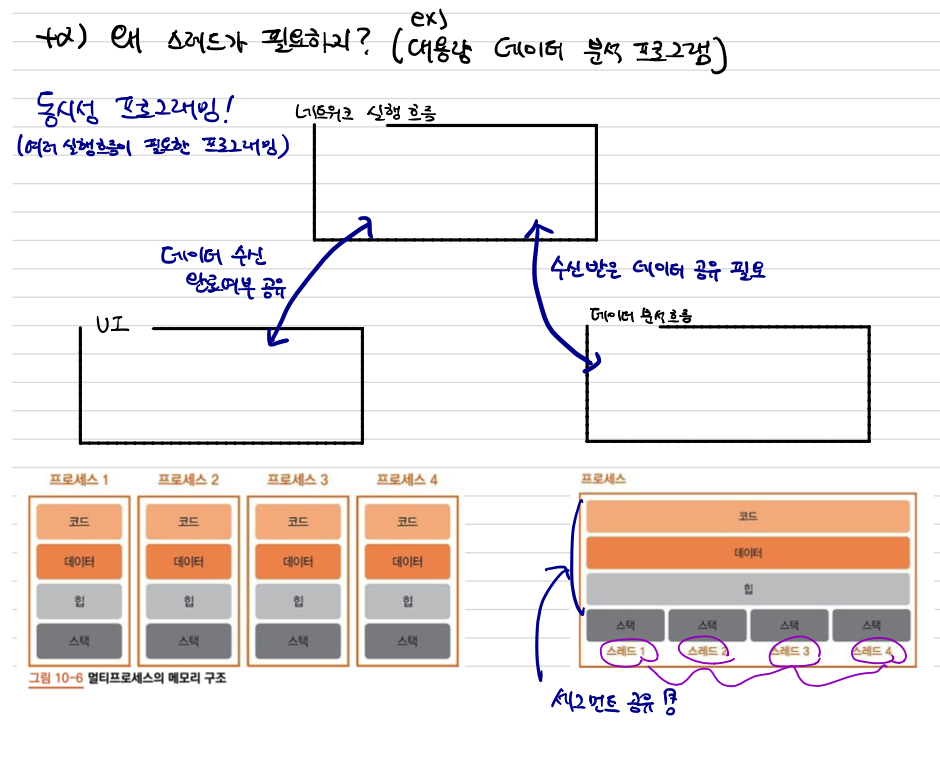 +α) 왜 스레드가 필요하지? (ex) 대용량 데이터 분석 프로그램)
동시성 프로그래밍!
(여러 실행흐름이 필요한 프로그래밍)
네트워크 실행 흐름
데이터 수신
완료여부 공유
수신받은 데이터 공유 필요
UI
데이터 분석흐름
프로세스 1 프로세스 2 프로세스 3 프로세스 4
코드 코드 코드 코드
데이터 데이터 데이터 데이터
힙 힙 힙 힙
스택 스택 스택 스택
그림 10-6 멀티프로세스의 메모리 구조
프로세스
코드
데이터
힙
스택 스택 스택 스택
스레드 1 스레드 2 스레드 3 스레드 4
세그먼트 공유